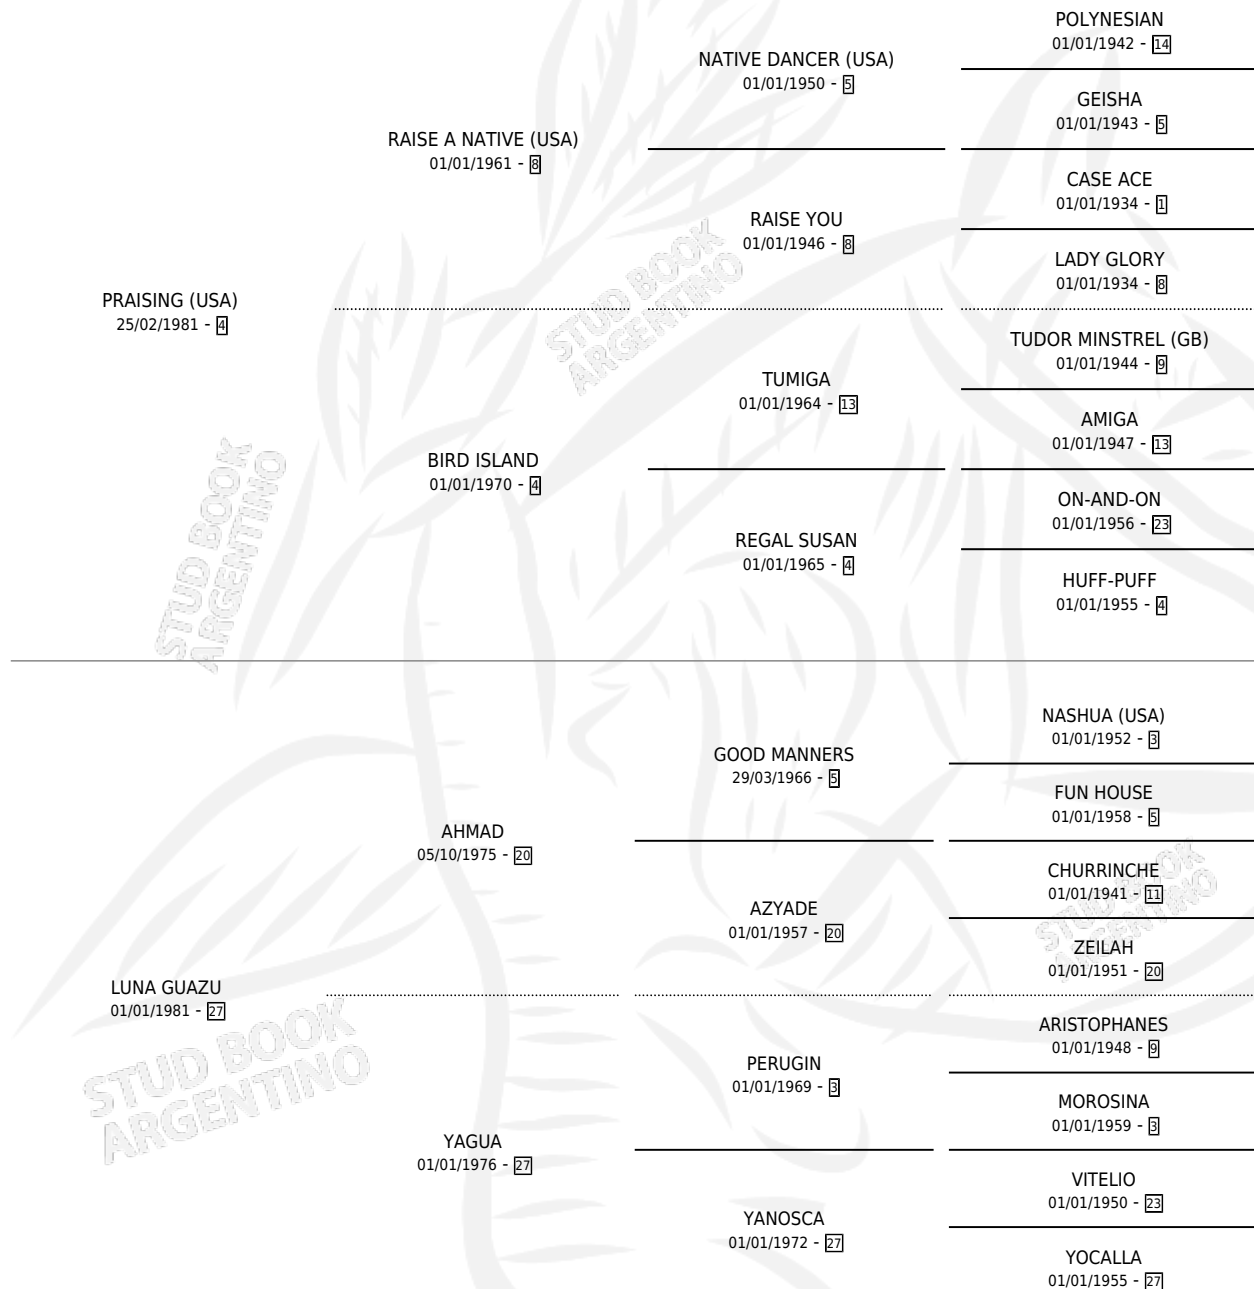 POLYNESIAN
01/01/1942 - 14
NATIVE DANCER (USA)
01/01/1950 - 5
GEISHA
01/01/1943 - 5
RAISE A NATIVE (USA)
01/01/1961 - 8
CASE ACE
01/01/1934 - 1
RAISE YOU
01/01/1946 - 8
LADY GLORY
01/01/1934 - 8
PRAISING (USA)
25/02/1981 - 4
TUDOR MINSTREL (GB)
01/01/1944 - 9
TUMIGA
01/01/1964 - 13
AMIGA
01/01/1947 - 13
BIRD ISLAND
01/01/1970 - 4
ON-AND-ON
01/01/1956 - 23
REGAL SUSAN
01/01/1965 - 4
HUFF-PUFF
01/01/1955 - 4
NASHUA (USA)
01/01/1952 - 3
GOOD MANNERS
29/03/1966 - 5
FUN HOUSE
01/01/1958 - 5
AHMAD
05/10/1975 - 20
CHURRINCHE
01/01/1941 - 11
AZYADE
01/01/1957 - 20
ZEILAH
01/01/1951 - 20
LUNA GUAZU
01/01/1981 - 27
ARISTOPHANES
01/01/1948 - 9
PERUGIN
01/01/1969 - 3
MOROSINA
01/01/1959 - 3
YAGUA
01/01/1976 - 27
VITELIO
01/01/1950 - 23
YANOSCA
01/01/1972 - 27
YOCALLA
01/01/1955 - 27
STUD BOOK
ARGENTINO
STUD BOOK
ARGENTINO
STUD BOOK
ARGENTINO
STUD BOOK
ARGENTINO